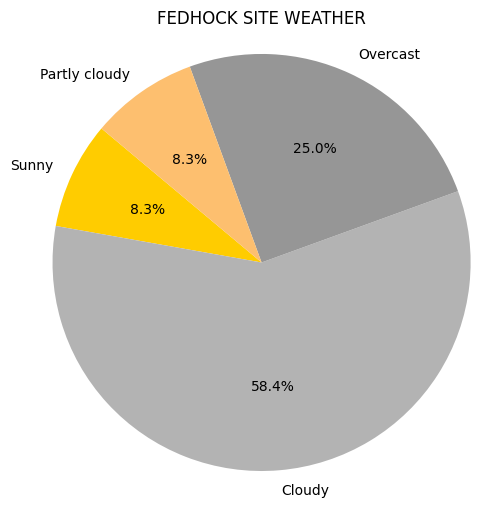 FEDHOCK SITE WEATHER
Overcast
Partly cloudy
25.0%
8.3%
Sunny
8.3%
58.4%
Cloudy